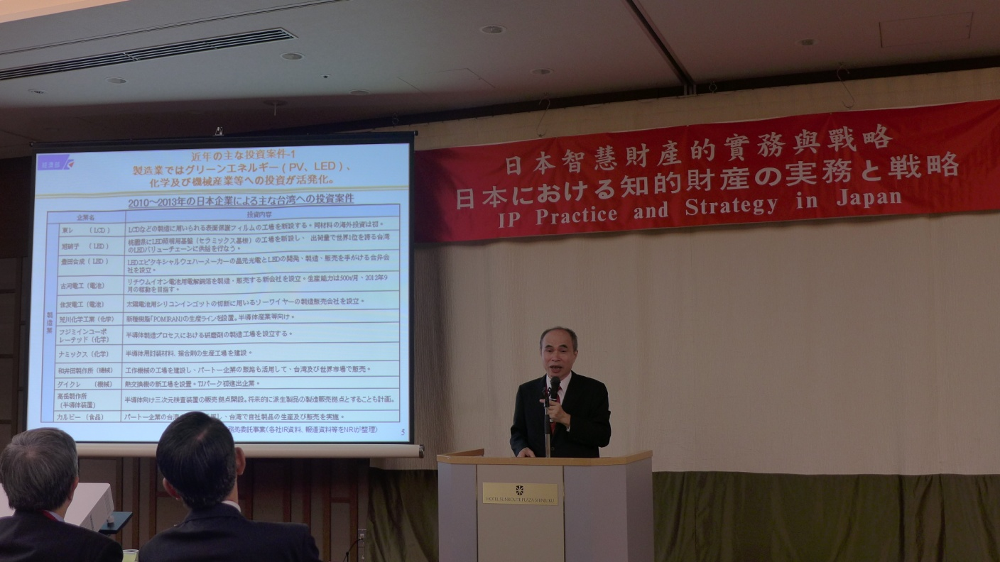 経済部
近年の主な投資案件-1
製造業ではグリーンエネルギー(PV、LED)、
化学及び機械産業等への投資が活発化。
2010～2013年の日本企業による主な台湾への投資案件
企業名 投資内容
製造業
東レ (LCD) LCDなどの製造に用いられる表面保護フィルムの工場を新設する。同材料の海外投資は初。
旭硝子 (LED) 桃園県にLED照明用基盤(セラミックス基板)の工場を新設し、出荷量で世界1位を誇る台湾
のLEDバリューチェーンに供給を行なう。
豊田合成(LED) LEDエピタキシャルウェハーメーカーの晶元光電とLEDの開発、製造、販売を手がける合弁会
社を設立。
古河電工(電池) リチウムイオン電池用電解銅箔を製造、販売する新会社を設立。生産能力は500t/月、2012年9
月の稼動を目指す。
住友電工(電池) 太陽電池用シリコンインゴットの切断に用いるソーワイヤーの製造販売会社を設立。
荒川化学工業(化学) 新種樹脂「POMIRAN」の生産ラインを設置。半導体産業等向け。
フジミインコーポ
レーテッド(化学) 半導体製造プロセスにおける研磨剤の製造工場を設立する。
ナミックス(化学) 半導体用封装材料、接合剤の生産工場を建設。
和井田製作所(機械) 工作機械の工場を建設し、パートー企業の販路も活用して、台湾及び世界市場で販売。
ダイクレ (機械) 熱交換機の新工場を設置。TJパーク初進出企業。
高岳製作所
(半導体装置) 半導体向け三次元検査装置の販売拠点開設。将来的に派生製品の製造販売拠点とすることも計画。
カルビー(食品) パートー企業の台湾 し、台湾で自社製品の生産及び販売を実施。
務処委託事業(各社IR資料、報道資料等をNRIが整理)
5
日本智慧財產的實務與戰略
日本における知的財産の実務と戦略
IP Practice and Strategy in Japan
HOTEL SUNROUTE PLAZA SHINJUKU